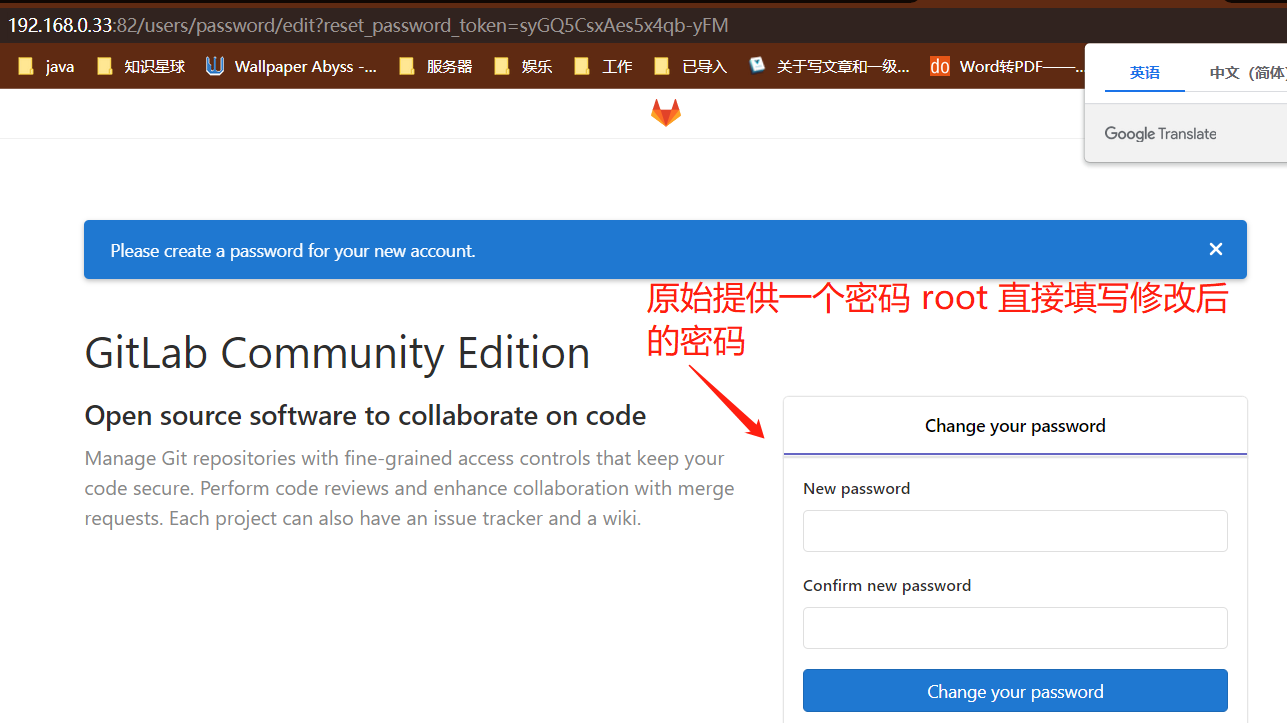 192.168.0.33:82/users/password/edit?reset_password_token=syGQ5CsxAes5x4qb-yFM
java 知识星球 Wallpaper Abyss -... 服务器 娱乐 工作 已导入 关于写文章和一级... do Word转PDF——...
英语 中文（简体
Google Translate
Please create a password for your new account.
原始提供一个密码 root 直接填写修改后
的密码
GitLab Community Edition
Open source software to collaborate on code
Manage Git repositories with fine-grained access controls that keep your
code secure. Perform code reviews and enhance collaboration with merge
requests. Each project can also have an issue tracker and a wiki.
Change your password
New password
Confirm new password
Change your password